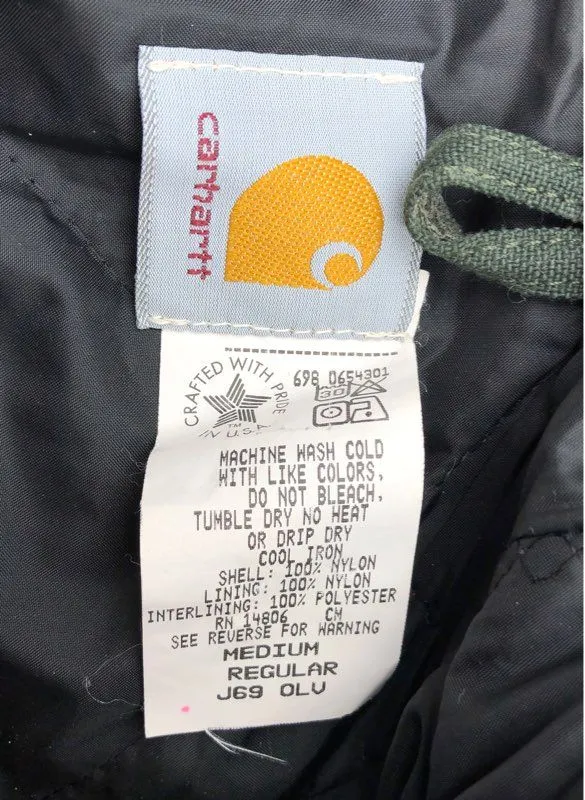 carhartt
CRAFTED WITH PRIDE
IN U.S.A.
TM
698 0654301
30
MACHINE WASH COLD
WITH LIKE COLORS,
DO NOT BLEACH,
TUMBLE DRY NO HEAT
OR DRIP DRY
COOL IRON
SHELL: 100% NYLON
LINING: 100% NYLON
INTERLINING: 100% POLYESTER
RN 14806 CM
SEE REVERSE FOR WARNING
MEDIUM
REGULAR
J69 OLV